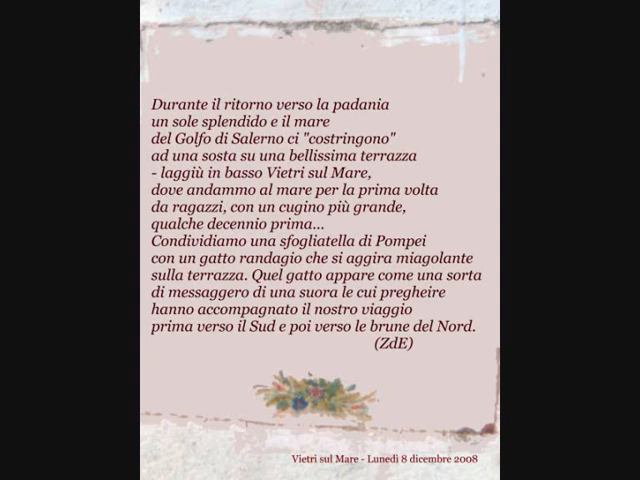 Durante il ritorno verso la padania
un sole splendido e il mare
del Golfo di Salerno ci "costringono"
ad una sosta su una bellissima terrazza
- laggiù in basso Vietri sul Mare,
dove andammo al mare per la prima volta
da ragazzi, con un cugino più grande,
qualche decennio prima...
Condividiamo una sfogliatella di Pompei
con un gatto randagio che si aggira miagolante
sulla terrazza. Quel gatto appare come una sorta
di messaggero di una suora le cui pregheire
hanno accompagnato il nostro viaggio
prima verso il Sud e poi verso le brune del Nord.
(ZdE)
Vietri sul Mare - Lunedì 8 dicembre 2008